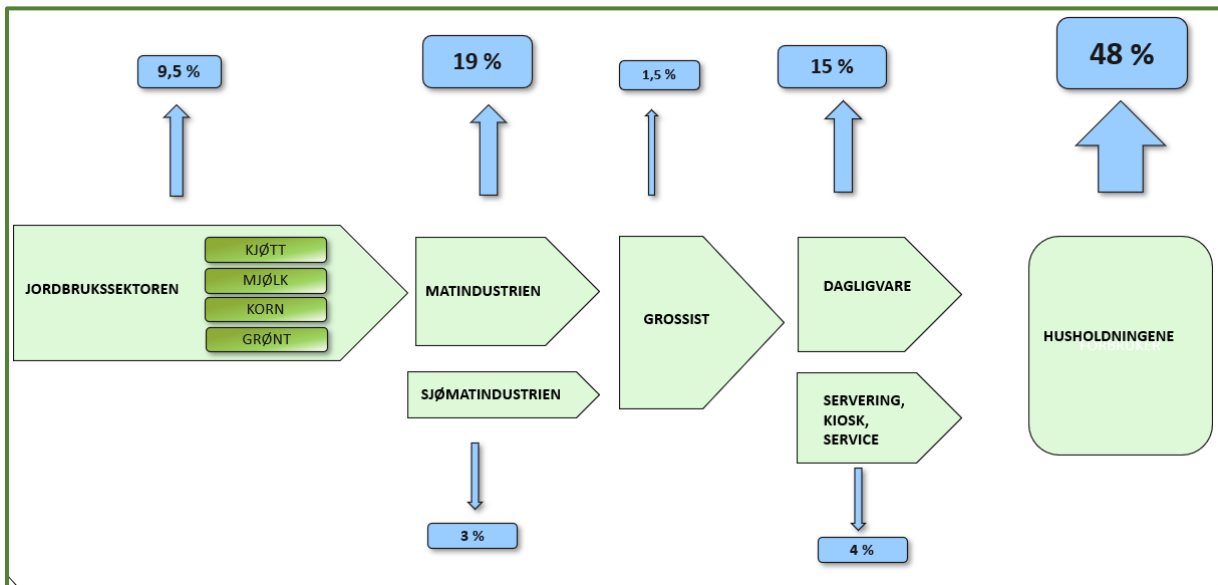 9,5 %
19 %
1,5 %
15 %
48 %
JORDBRUKSSEKTOREN
KJØTT
MJØLK
KORN
GRØNT
MATINDUSTRIEN
SJØMATINDUSTRIEN
GROSSIST
DAGLIGVARE
SERVERING,
KIOSK,
SERVICE
HUSHOLDNINGENE
FORBRUKER
3 %
4 %